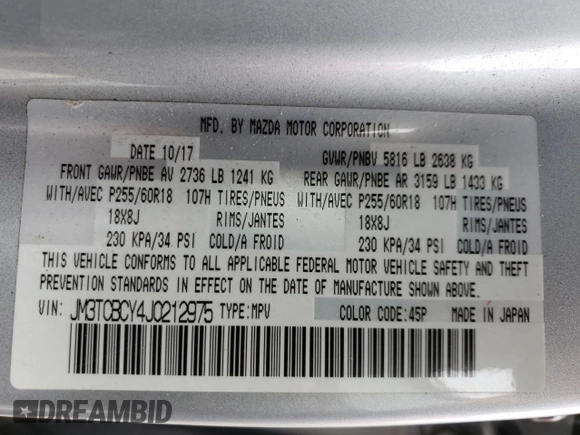 MFD. BY MAZDA MOTOR CORPORATION
DATE 10/17 GVWR/PNBV 5816 LB 2638 KG
FRONT GAWR/PNBE AV 2736 LB 1241 KG REAR GAWR/PNBE AR 3159 LB 1433 KG
WITH/AVEC P255/60R18 107H TIRES/PNEUS WITH/AVEC P255/60R18 107H TIRES/PNEUS
18X8J RIMS/JANTES 18X8J RIMS/JANTES
230 KPA/34 PSI COLD/A FROID 230 KPA/34 PSI COLD/A FROID
THIS VEHICLE CONFORMS TO ALL APPLICABLE FEDERAL MOTOR VEHICLE SAFETY AND THEFT
PREVENTION STANDARDS IN EFFECT ON THE DATE OF MANUFACTURE SHOWN ABOVE.
VIN: JM3TCBCY4J0212975 TYPE:MPV COLOR CODE:45P MADE IN JAPAN
DREAMBID